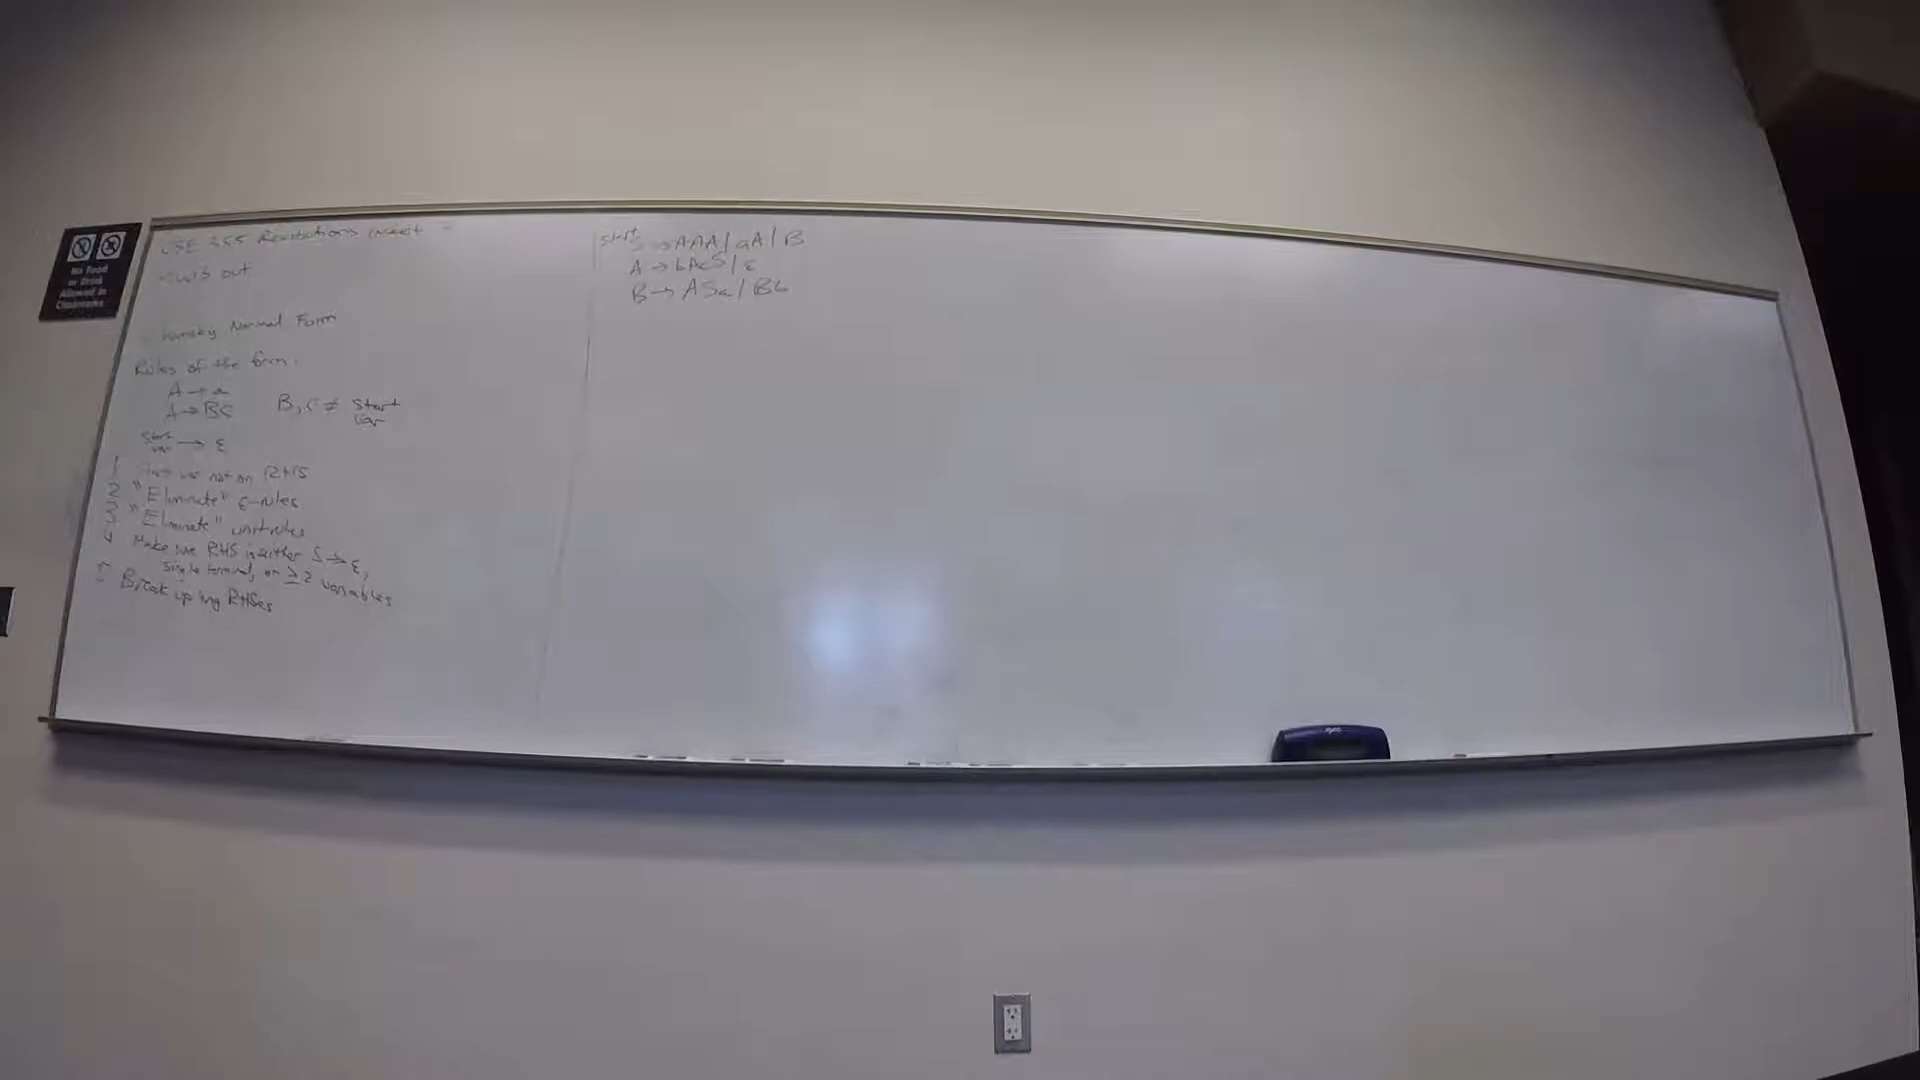 No Food
or Drink
Allowed in
Classrooms
CSE 355 Recitations week
HW3 out
Chomsky Normal Form
Rules of the form:
A → a
A → BC B, C ≠ Start var
Start var → ε
1 Start var not on RHS
2 "Eliminate" ε-rules
3 "Eliminate" unit rules
4 Make sure RHS is either S → ε,
single terminal, or ≥2 variables
5 Break up long RHSes
Start
S → AAA | aA | B
A → bAcS | ε
B → ASa | Bb